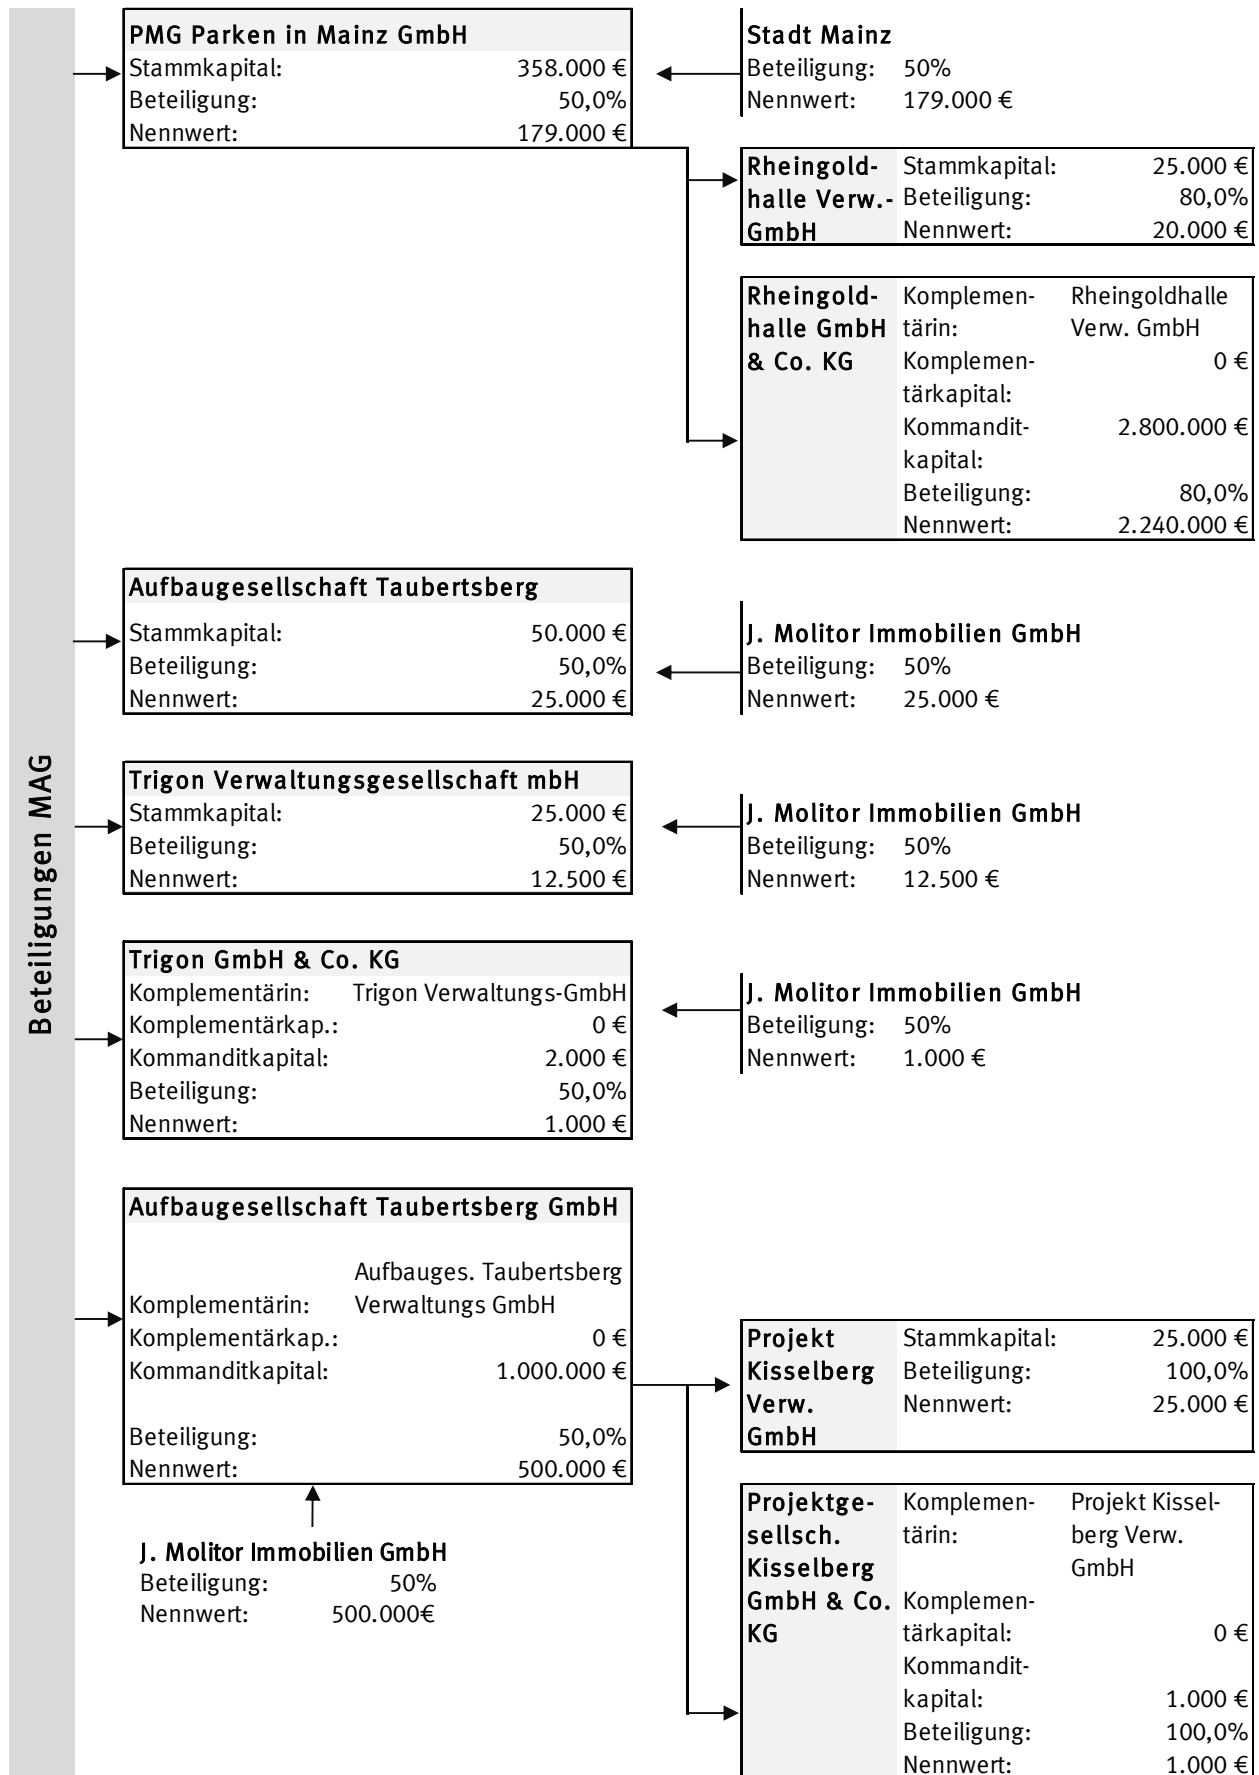 Beteiligungen MAG
PMG Parken in Mainz GmbH
Stammkapital: 358.000 €
Beteiligung: 50,0%
Nennwert: 179.000 €
Stadt Mainz
Beteiligung: 50%
Nennwert: 179.000 €
Rheingold- Stammkapital: 25.000 €
halle Verw.- Beteiligung: 80,0%
GmbH Nennwert: 20.000 €
Rheingold- Komplemen- Rheingoldhalle
halle GmbH tärin: Verw. GmbH
& Co. KG Komplemen- 0 €
tärkapital:
Kommandit- 2.800.000 €
kapital:
Beteiligung: 80,0%
Nennwert: 2.240.000 €
Aufbaugesellschaft Taubertsberg
Stammkapital: 50.000 €
Beteiligung: 50,0%
Nennwert: 25.000 €
J. Molitor Immobilien GmbH
Beteiligung: 50%
Nennwert: 25.000 €
Trigon Verwaltungsgesellschaft mbH
Stammkapital: 25.000 €
Beteiligung: 50,0%
Nennwert: 12.500 €
J. Molitor Immobilien GmbH
Beteiligung: 50%
Nennwert: 12.500 €
Trigon GmbH & Co. KG
Komplementärin: Trigon Verwaltungs-GmbH
Komplementärkap.: 0 €
Kommanditkapital: 2.000 €
Beteiligung: 50,0%
Nennwert: 1.000 €
J. Molitor Immobilien GmbH
Beteiligung: 50%
Nennwert: 1.000 €
Aufbaugesellschaft Taubertsberg GmbH
Aufbauges. Taubertsberg
Komplementärin: Verwaltungs GmbH
Komplementärkap.: 0 €
Kommanditkapital: 1.000.000 €
Beteiligung: 50,0%
Nennwert: 500.000 €
J. Molitor Immobilien GmbH
Beteiligung: 50%
Nennwert: 500.000€
Projekt Stammkapital: 25.000 €
Kisselberg Beteiligung: 100,0%
Verw. Nennwert: 25.000 €
GmbH
Projektge- Komplemen- Projekt Kissel-
sellsch. tärin: berg Verw.
Kisselberg GmbH
GmbH & Co. Komplemen-
KG tärkapital: 0 €
Kommandit-
kapital: 1.000 €
Beteiligung: 100,0%
Nennwert: 1.000 €